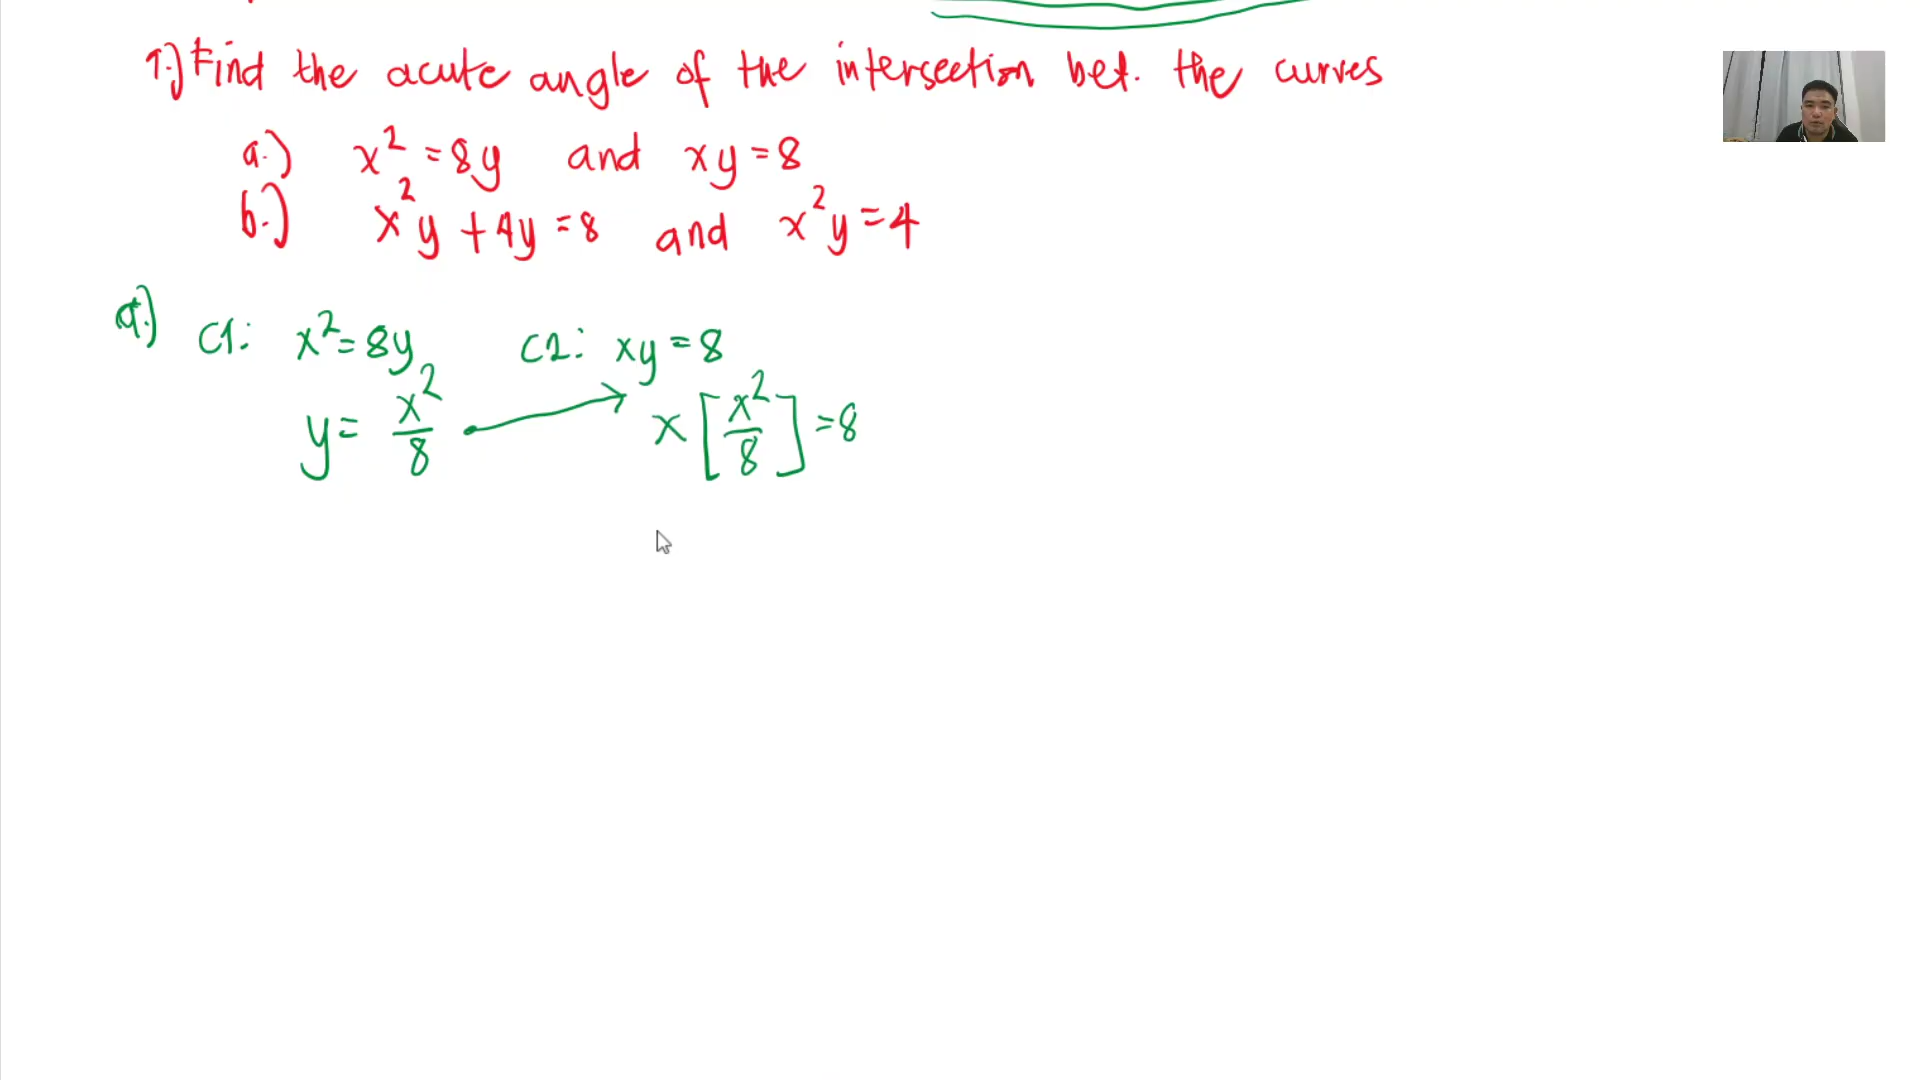 1.) Find the acute angle of the intersection bet. the curves
a.) x² = 8y and xy = 8
b.) x²y + 4y = 8 and x²y = 4
a.) C1: x² = 8y C2: xy = 8
y = x²/8 → x[x²/8] = 8